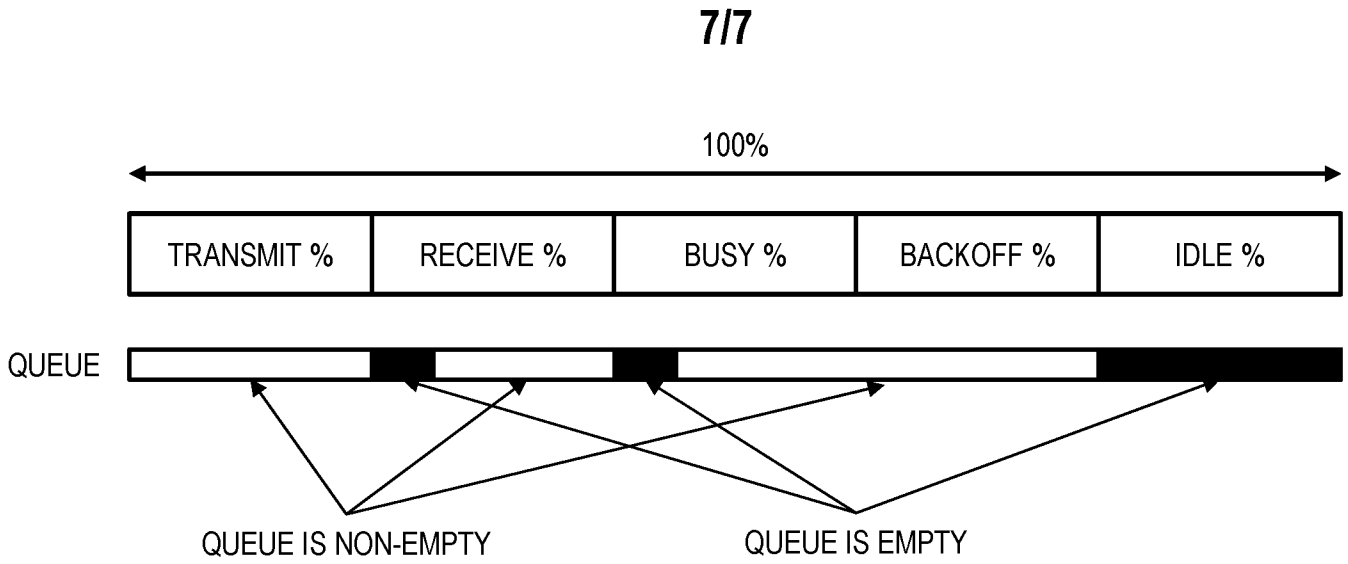 7/7
100%
TRANSMIT % RECEIVE % BUSY % BACKOFF % IDLE %
QUEUE
QUEUE IS NON-EMPTY QUEUE IS EMPTY